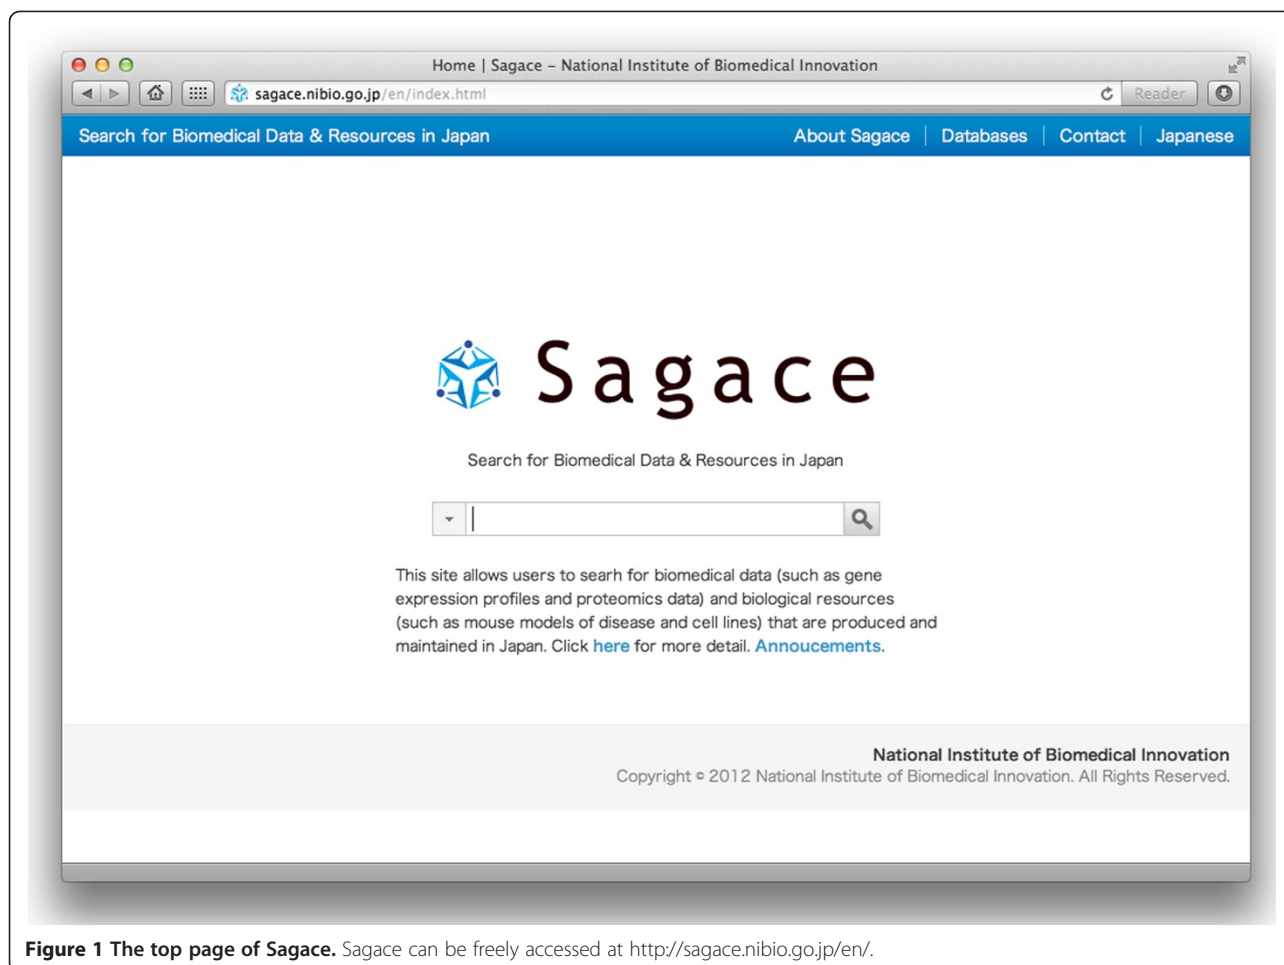 Home | Sagace – National Institute of Biomedical Innovation
sagace.nibio.go.jp/en/index.html
Reader
Search for Biomedical Data & Resources in Japan
About Sagace | Databases | Contact | Japanese
Sagace
Search for Biomedical Data & Resources in Japan
This site allows users to searh for biomedical data (such as gene
expression profiles and proteomics data) and biological resources
(such as mouse models of disease and cell lines) that are produced and
maintained in Japan. Click here for more detail. Annoucements.
National Institute of Biomedical Innovation
Copyright © 2012 National Institute of Biomedical Innovation. All Rights Reserved.
Figure 1 The top page of Sagace. Sagace can be freely accessed at http://sagace.nibio.go.jp/en/.